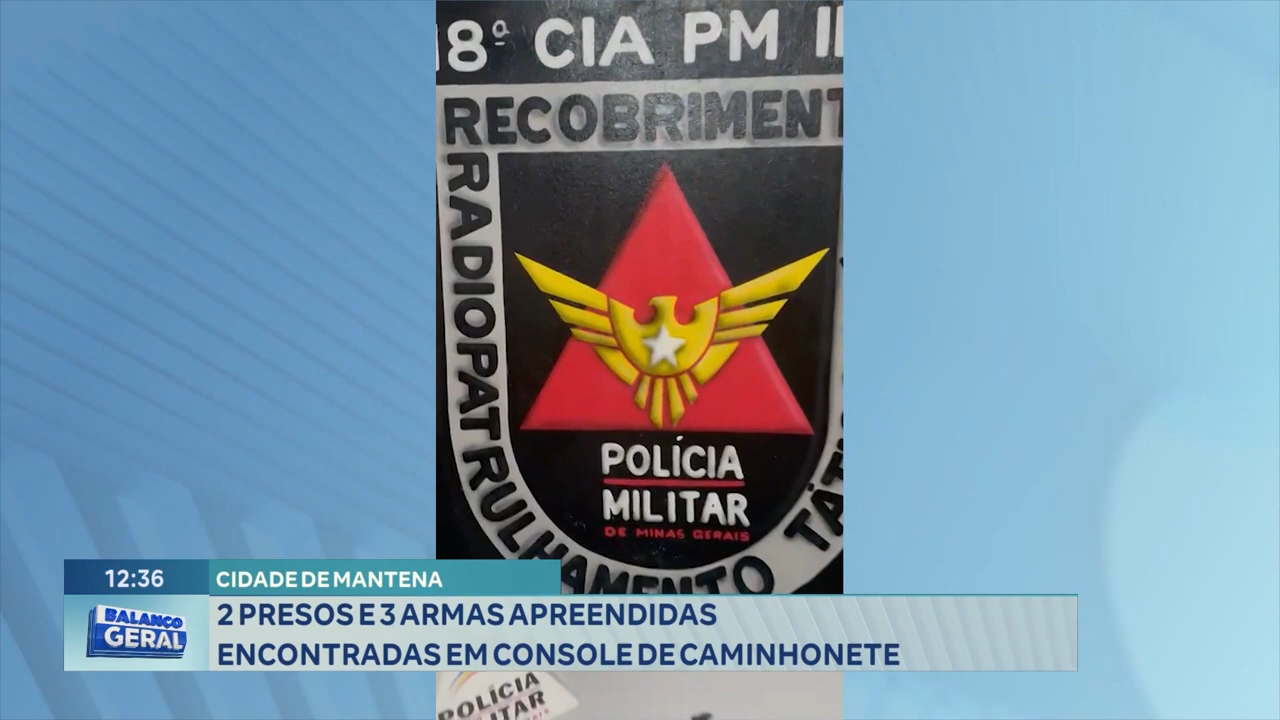 18ª CIA PM I
RECOBRIMENT
RADIOPATRULHAMENTO TÁT
POLÍCIA
MILITAR
DE MINAS GERAIS
12:36
CIDADE DE MANTENA
BALANÇO
GERAL
2 PRESOS E 3 ARMAS APREENDIDAS
ENCONTRADAS EM CONSOLE DE CAMINHONETE
POLÍCIA
MILITAR